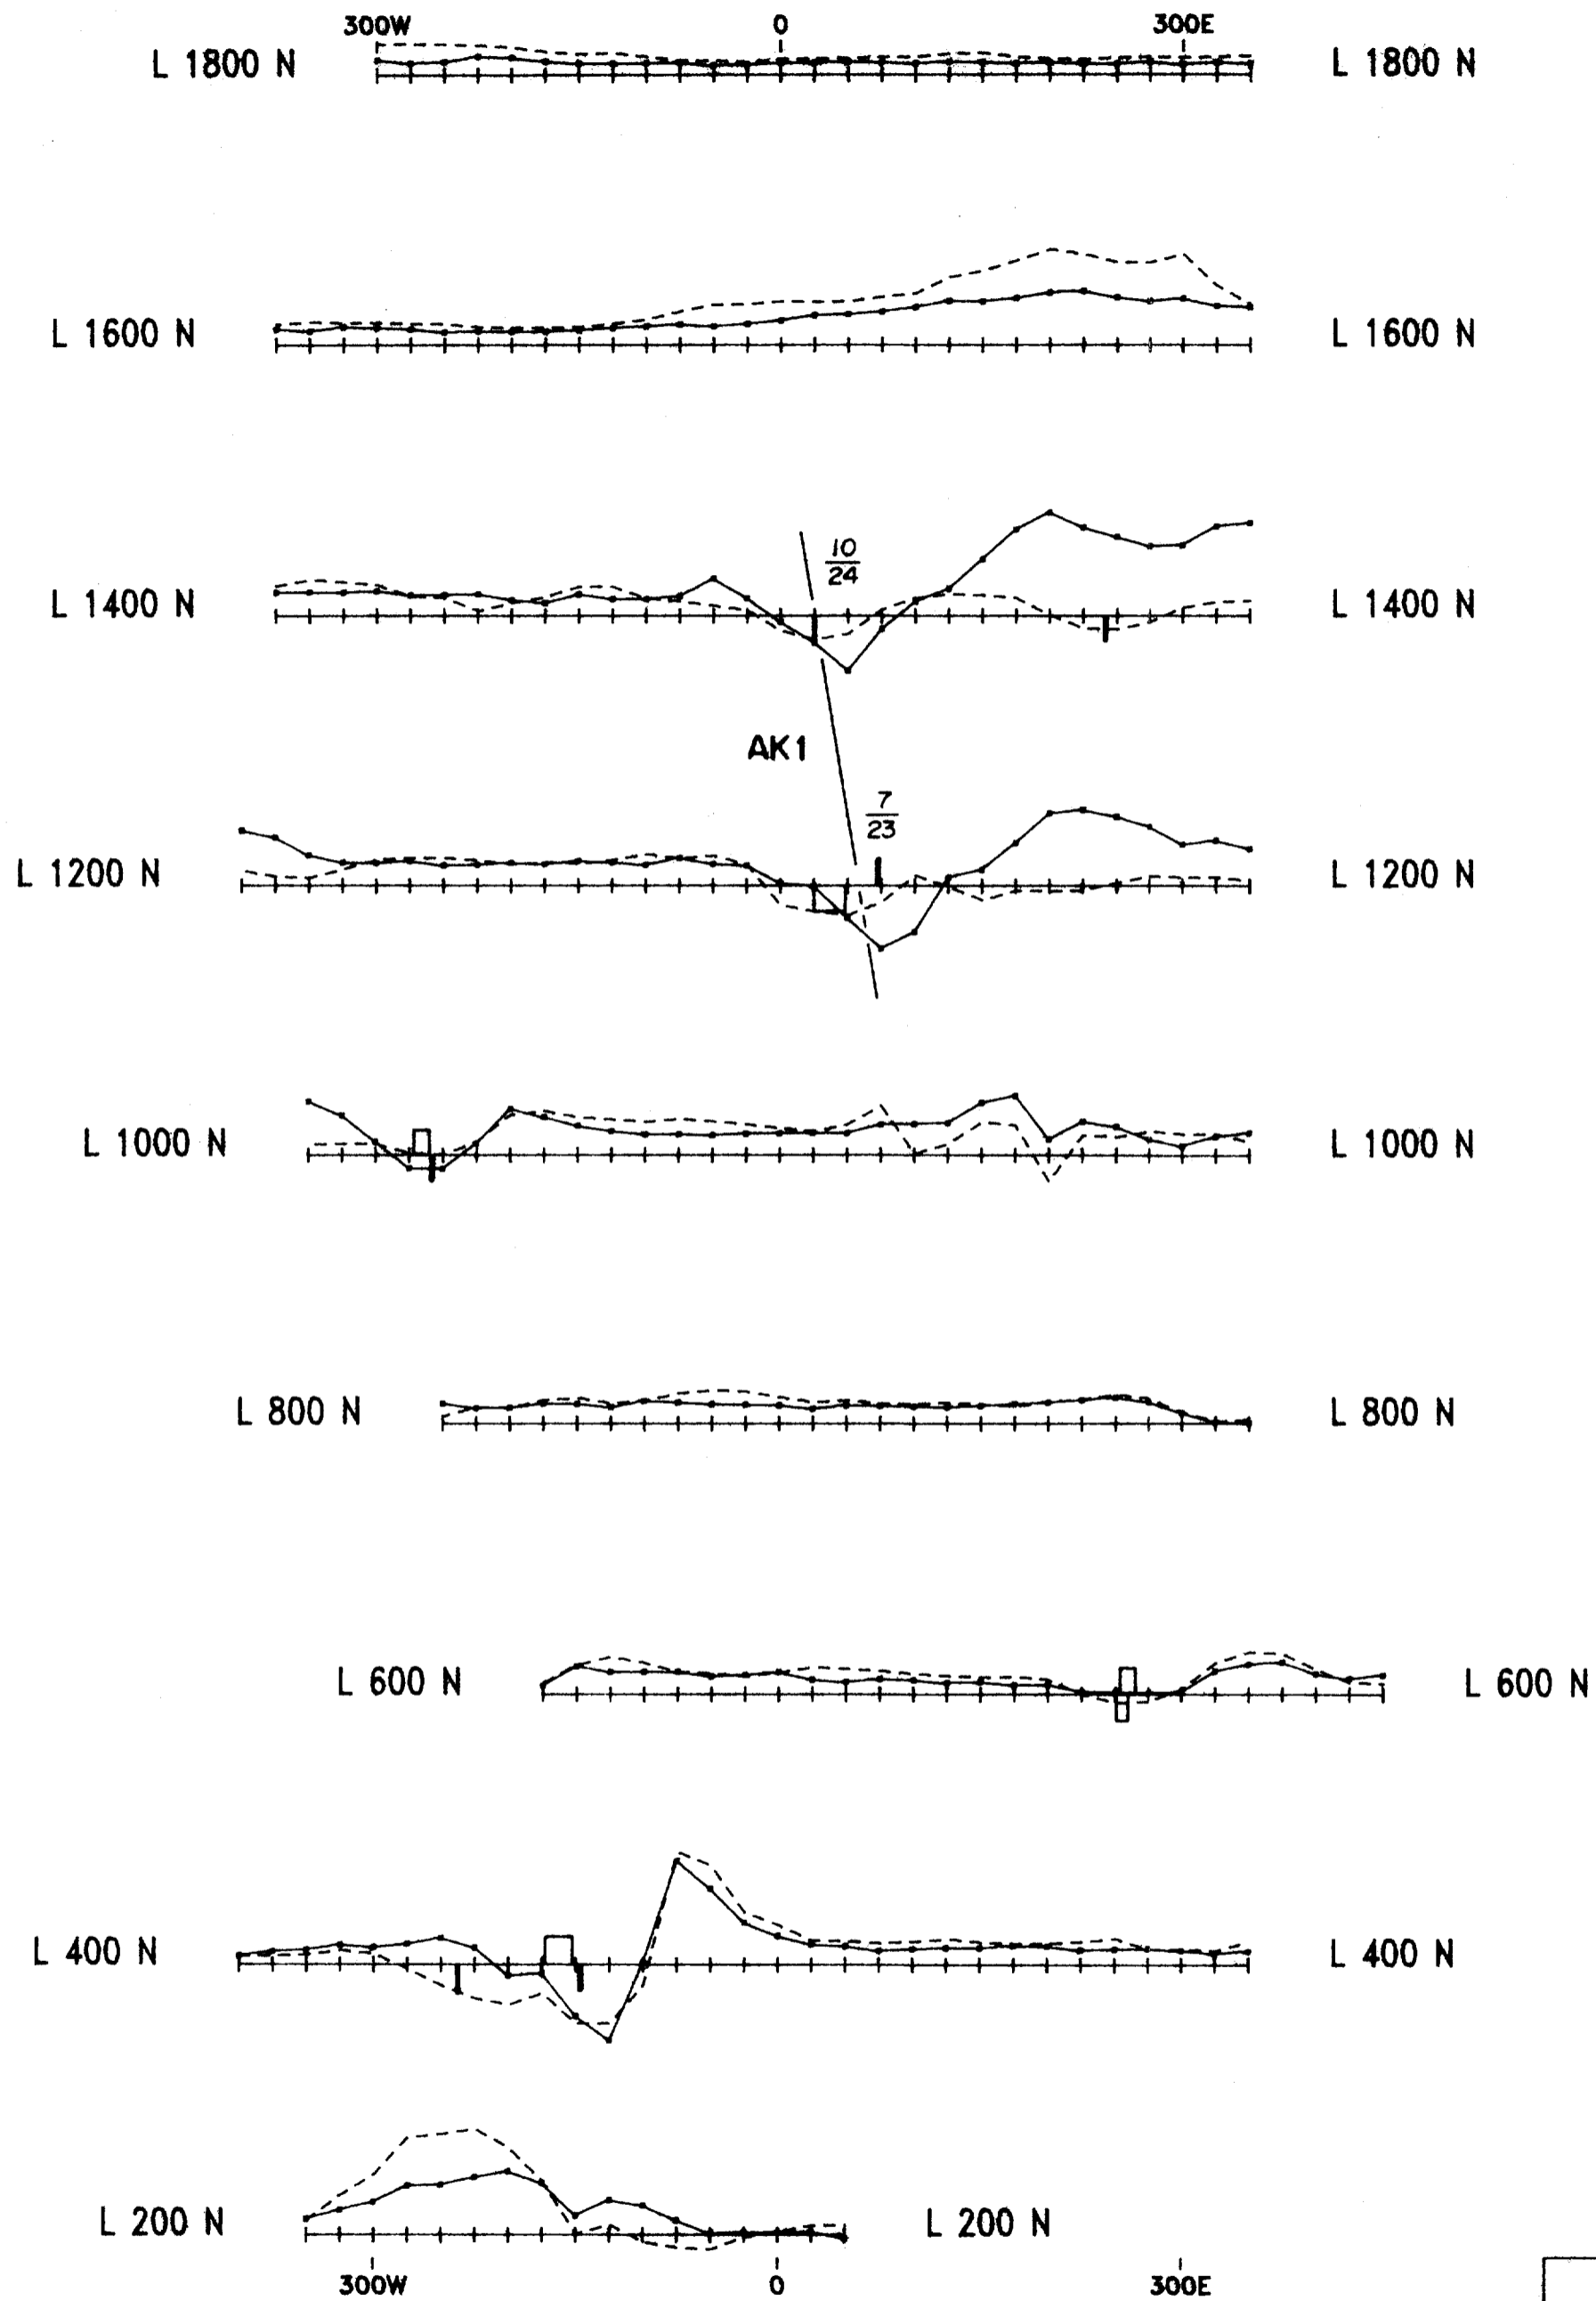 300W 0 300E
L 1800 N L 1800 N
L 1600 N L 1600 N
10
24
L 1400 N L 1400 N
AK1
7
23
L 1200 N L 1200 N
L 1000 N L 1000 N
L 800 N L 800 N
L 600 N L 600 N
L 400 N L 400 N
L 200 N L 200 N
300W 0 300E